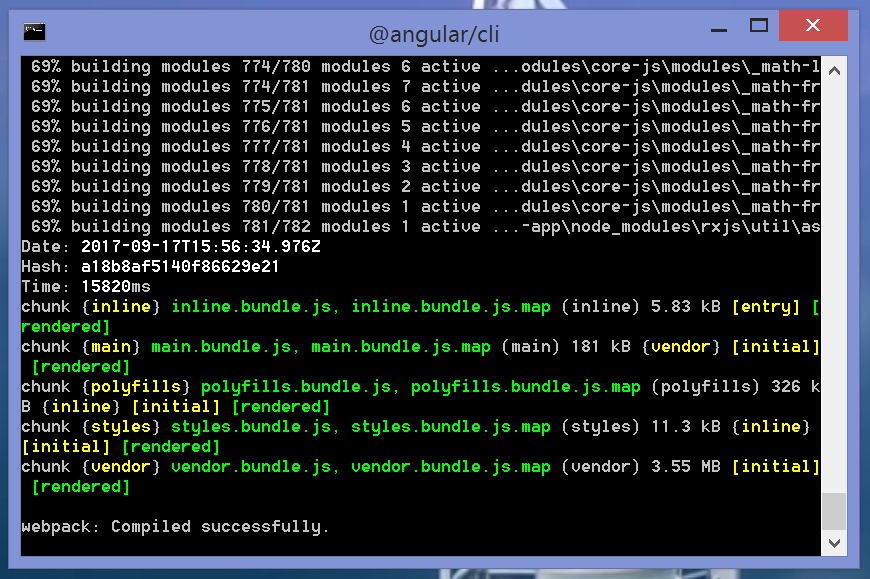 @angular/cli
69% building modules 774/780 modules 6 active ...odules\core-js\modules\_math-l
69% building modules 774/781 modules 7 active ...dules\core-js\modules\_math-fr
69% building modules 775/781 modules 6 active ...dules\core-js\modules\_math-fr
69% building modules 776/781 modules 5 active ...dules\core-js\modules\_math-fr
69% building modules 777/781 modules 4 active ...dules\core-js\modules\_math-fr
69% building modules 778/781 modules 3 active ...dules\core-js\modules\_math-fr
69% building modules 779/781 modules 2 active ...dules\core-js\modules\_math-fr
69% building modules 780/781 modules 1 active ...dules\core-js\modules\_math-fr
69% building modules 781/782 modules 1 active ...-app\node_modules\rxjs\util\as
Date: 2017-09-17T15:56:34.976Z
Hash: a18b8af5140f86629e21
Time: 15820ms
chunk {inline} inline.bundle.js, inline.bundle.js.map (inline) 5.83 kB [entry] [
rendered]
chunk {main} main.bundle.js, main.bundle.js.map (main) 181 kB {vendor} [initial]
[rendered]
chunk {polyfills} polyfills.bundle.js, polyfills.bundle.js.map (polyfills) 326 k
B {inline} [initial] [rendered]
chunk {styles} styles.bundle.js, styles.bundle.js.map (styles) 11.3 kB {inline}
[initial] [rendered]
chunk {vendor} vendor.bundle.js, vendor.bundle.js.map (vendor) 3.55 MB [initial]
[rendered]
webpack: Compiled successfully.